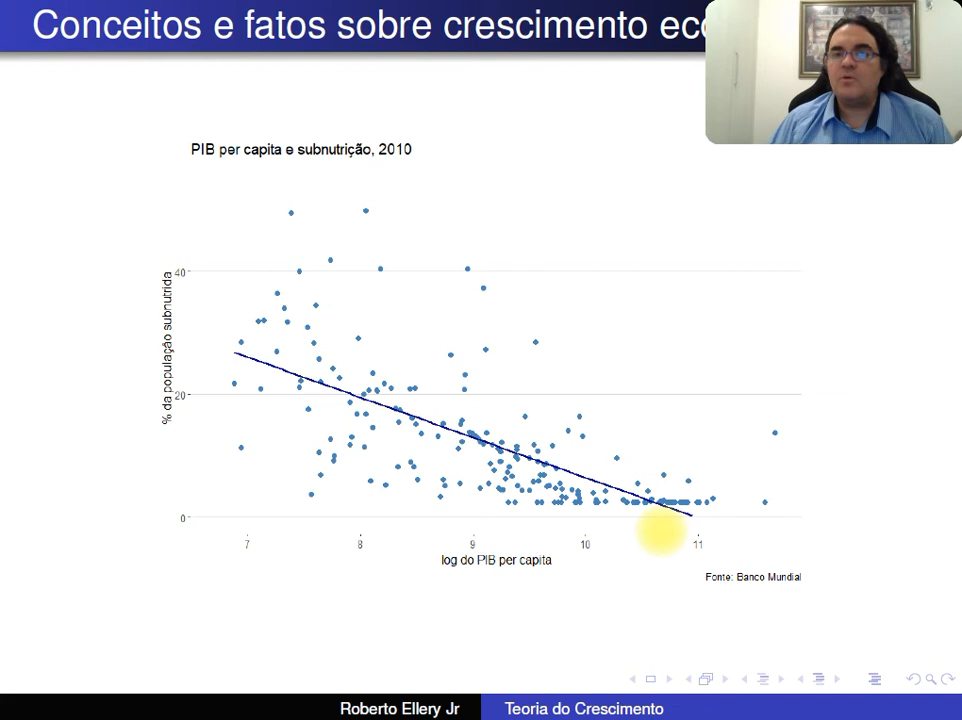 Conceitos e fatos sobre crescimento
PIB per capita e subnutrição, 2010
% da população subnutrida
40
20
0
7 8 9 10 11
log do PIB per capita
Fonte: Banco Mundial
Roberto Ellery Jr Teoria do Crescimento